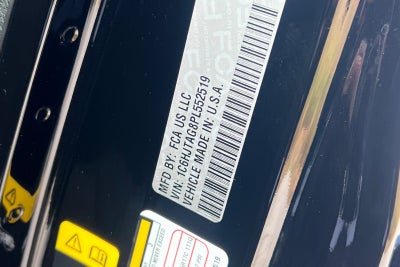 MFD BY: FCA US LLC
VIN: 1C6HJTAG8PL552519
VEHICLE MADE IN: U.S.A.